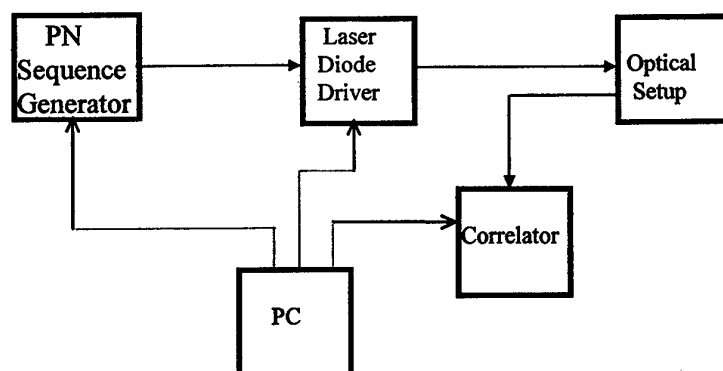 PN
Sequence
Generator
Laser
Diode
Driver
Optical
Setup
Correlator
PC